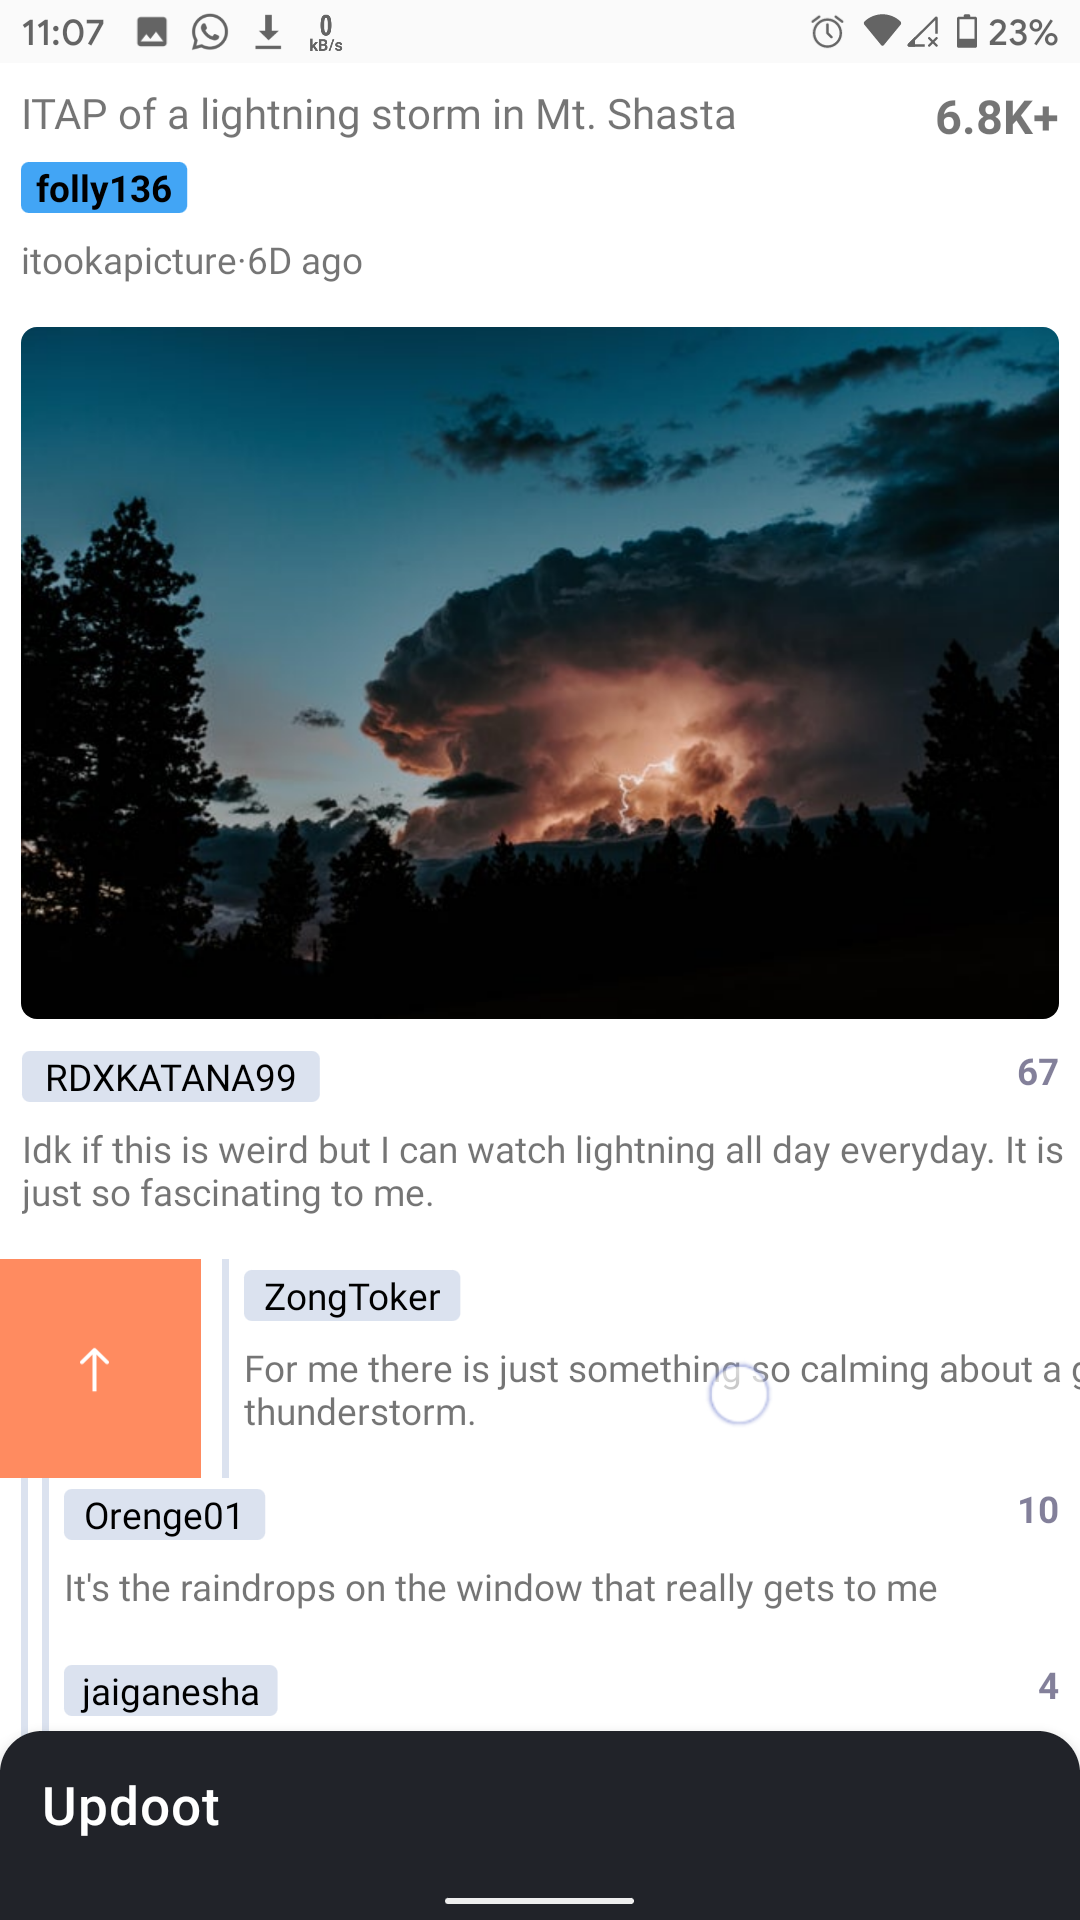 11:07
0
kB/s
23%
ITAP of a lightning storm in Mt. Shasta
6.8K+
folly136
itookapicture·6D ago
RDXKATANA99
67
Idk if this is weird but I can watch lightning all day everyday. It is
just so fascinating to me.
ZongToker
For me there is just something so calming about a
thunderstorm.
Orenge01
10
It's the raindrops on the window that really gets to me
jaiganesha
4
Updoot